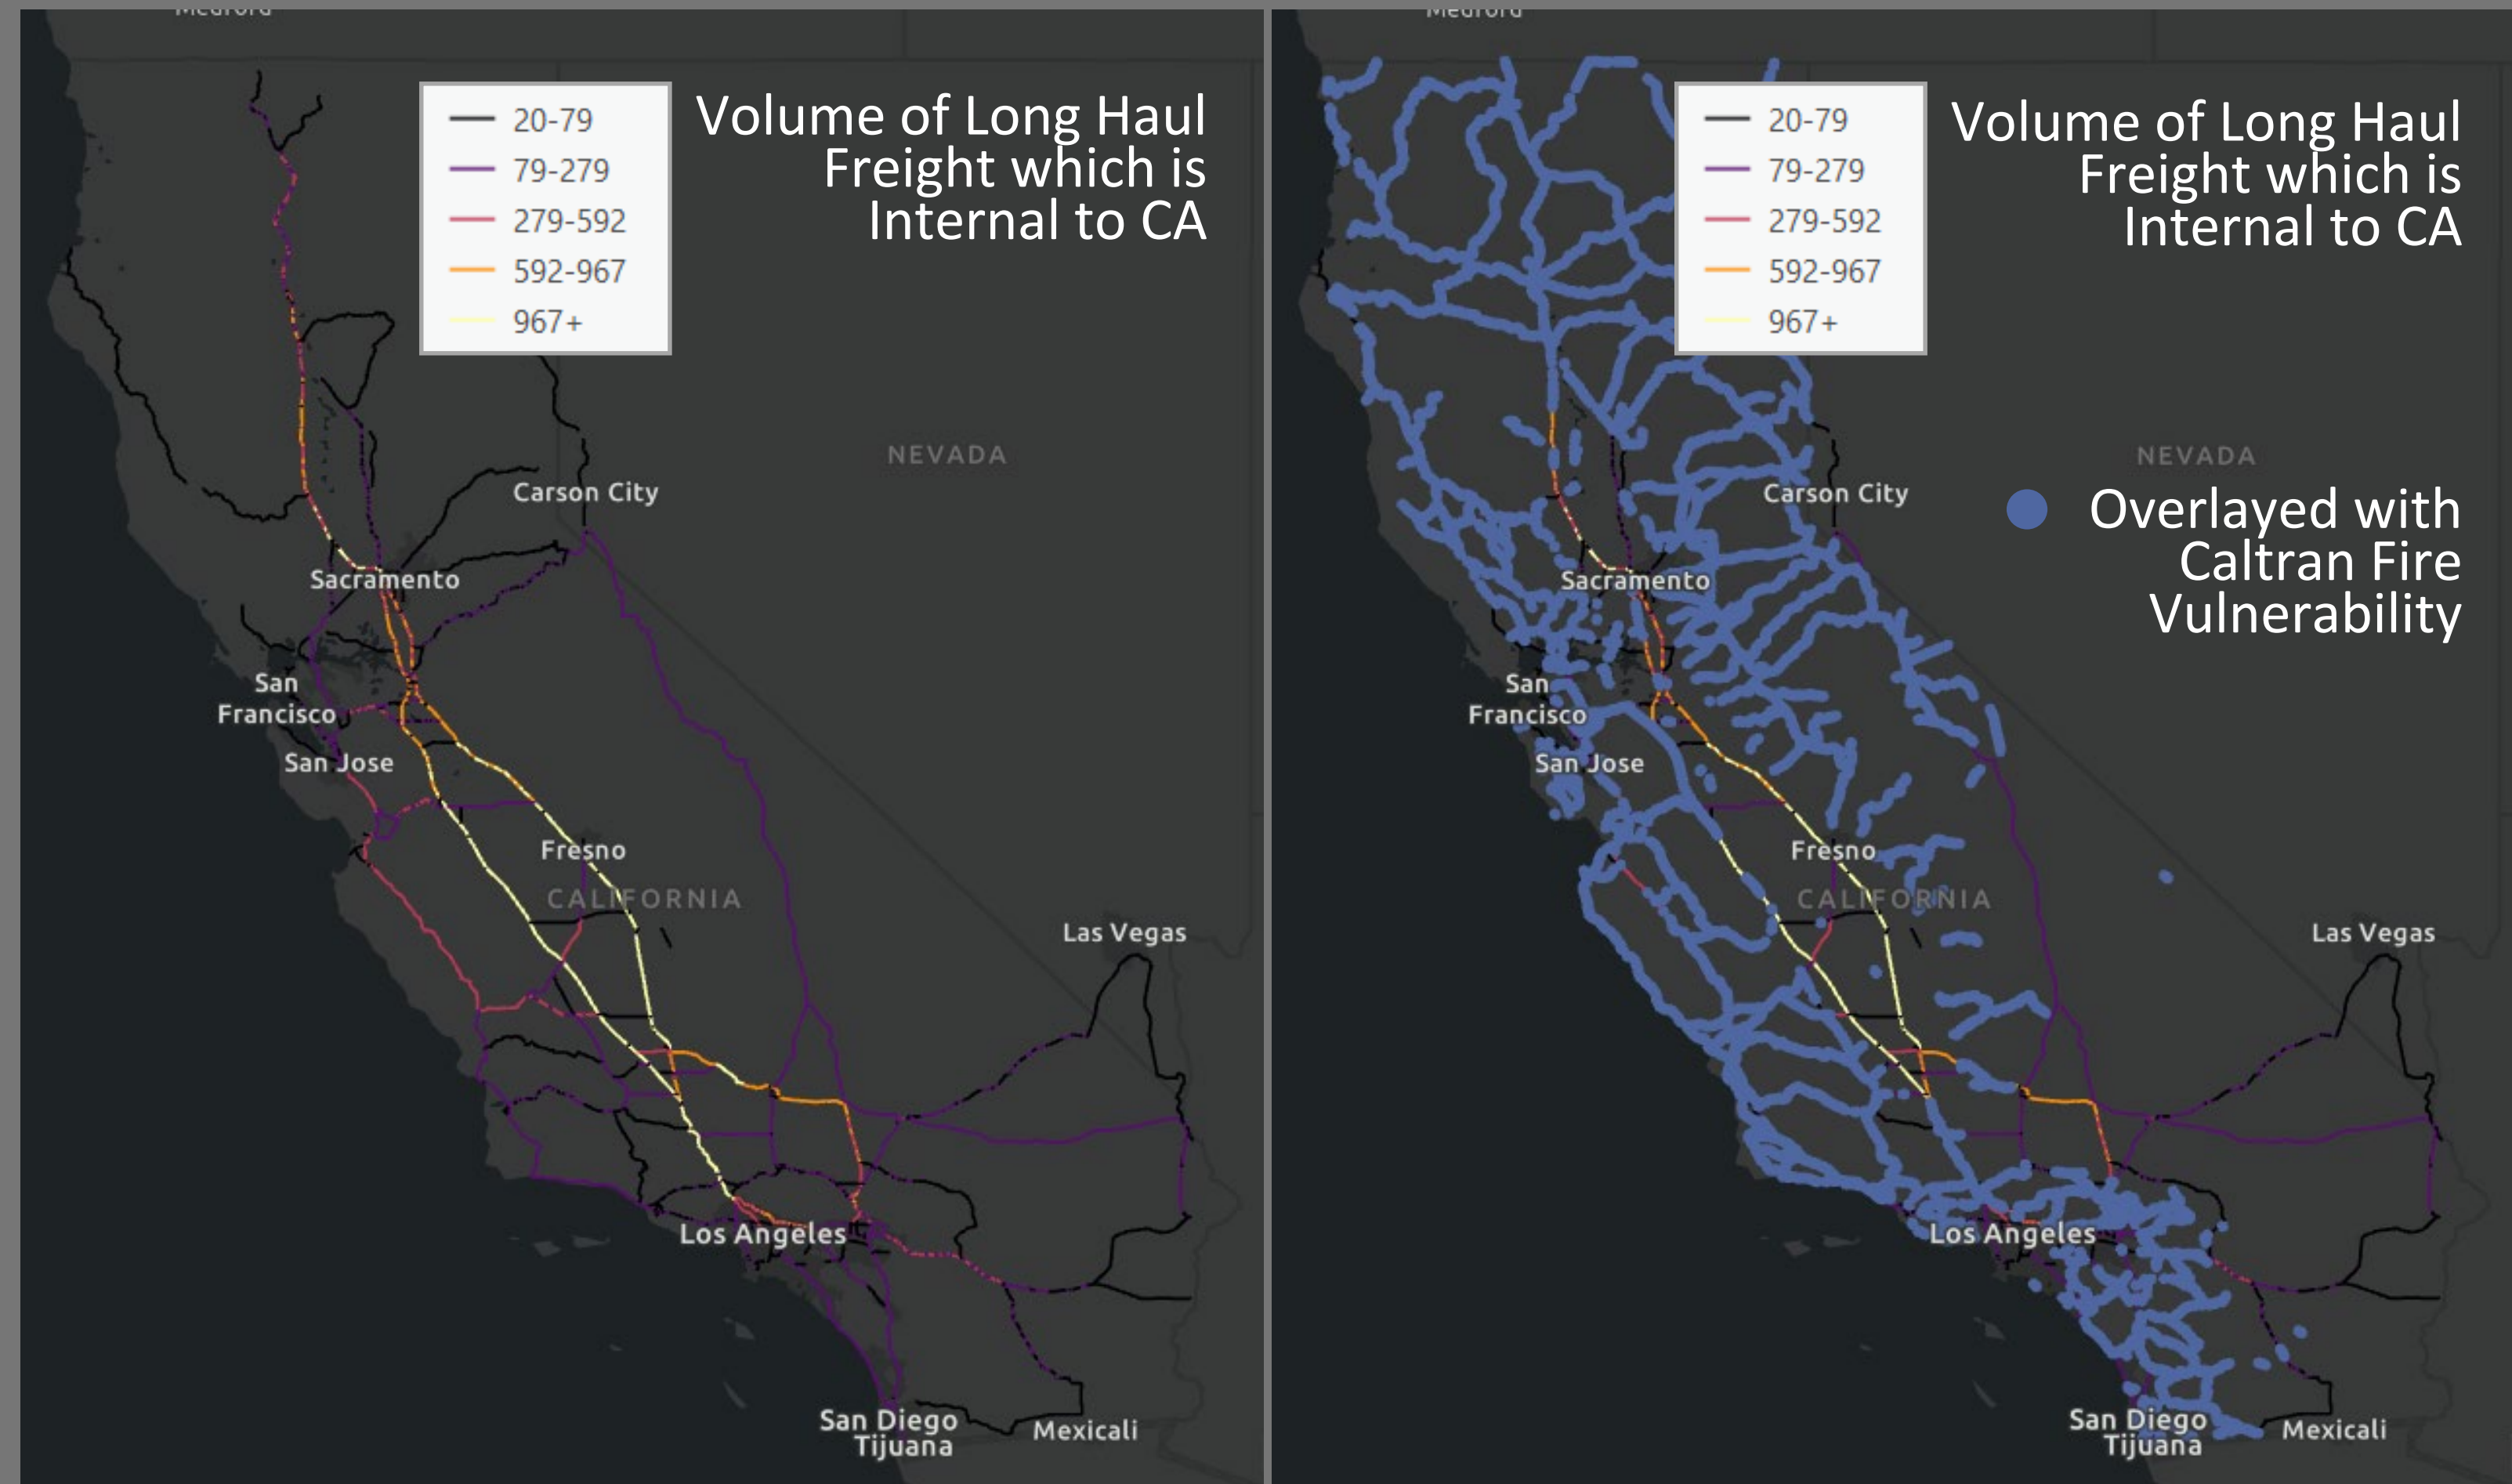 Medford
20-79
79-279
279-592
592-967
967+
Volume of Long Haul
Freight which is
Internal to CA
NEVADA
Carson City
Sacramento
San
Francisco
San Jose
Fresno
CALIFORNIA
Las Vegas
Los Angeles
San Diego
Tijuana
Mexicali
Medford
20-79
79-279
279-592
592-967
967+
Volume of Long Haul
Freight which is
Internal to CA
NEVADA
Carson City
Overlayed with
Caltran Fire
Vulnerability
Sacramento
San
Francisco
San Jose
Fresno
CALIFORNIA
Las Vegas
Los Angeles
San Diego
Tijuana
Mexicali